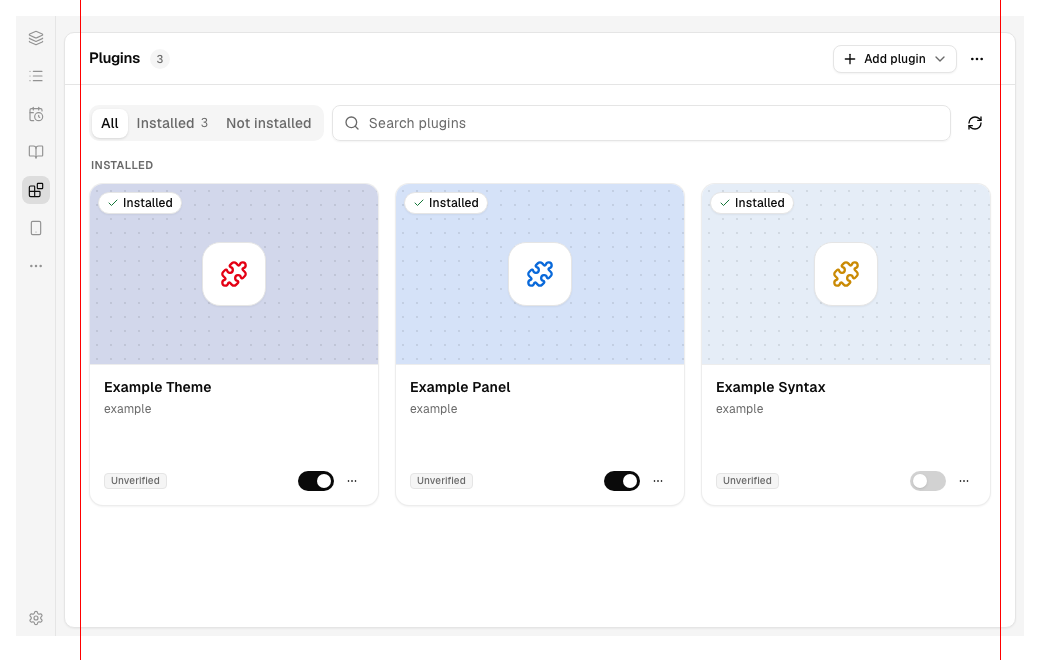 Plugins 3
Add plugin
All Installed 3 Not installed
Search plugins
INSTALLED
Installed
Installed
Installed
Example Theme
example
Unverified
Example Panel
example
Unverified
Example Syntax
example
Unverified